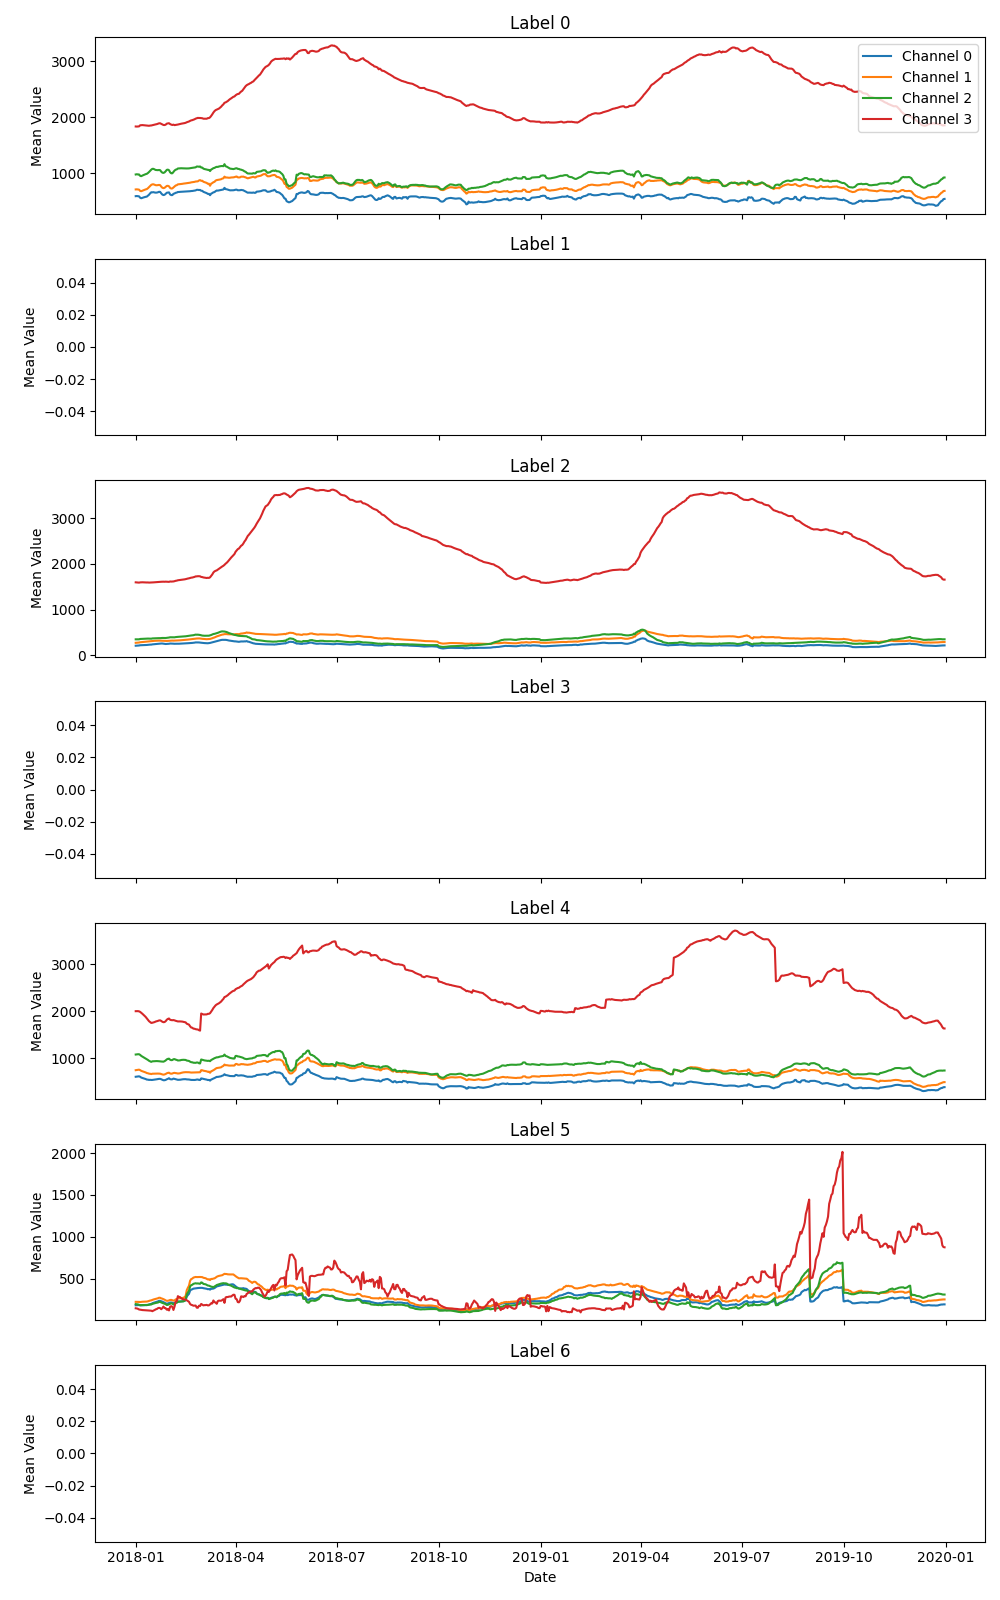 Label 0
3000
2000
1000
Mean Value
Channel 0
Channel 1
Channel 2
Channel 3
Label 1
0.04
0.02
0.00
−0.02
−0.04
Mean Value
Label 2
3000
2000
1000
0
Mean Value
Label 3
0.04
0.02
0.00
−0.02
−0.04
Mean Value
Label 4
3000
2000
1000
Mean Value
Label 5
2000
1500
1000
500
Mean Value
Label 6
0.04
0.02
0.00
−0.02
−0.04
Mean Value
2018-01 2018-04 2018-07 2018-10 2019-01 2019-04 2019-07 2019-10 2020-01
Date